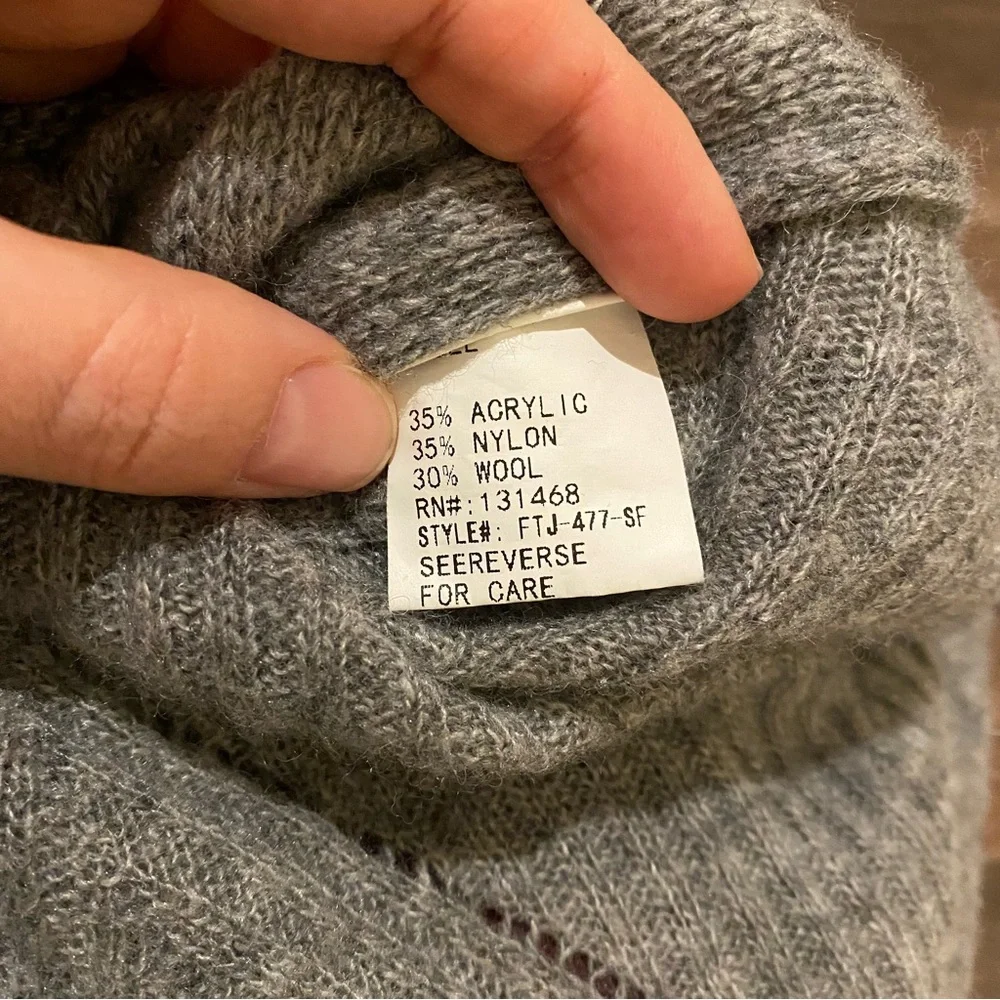 35% ACRYLIC
35% NYLON
30% WOOL
RN#:131468
STYLE#: FTJ-477-SF
SEEREVERSE
FOR CARE